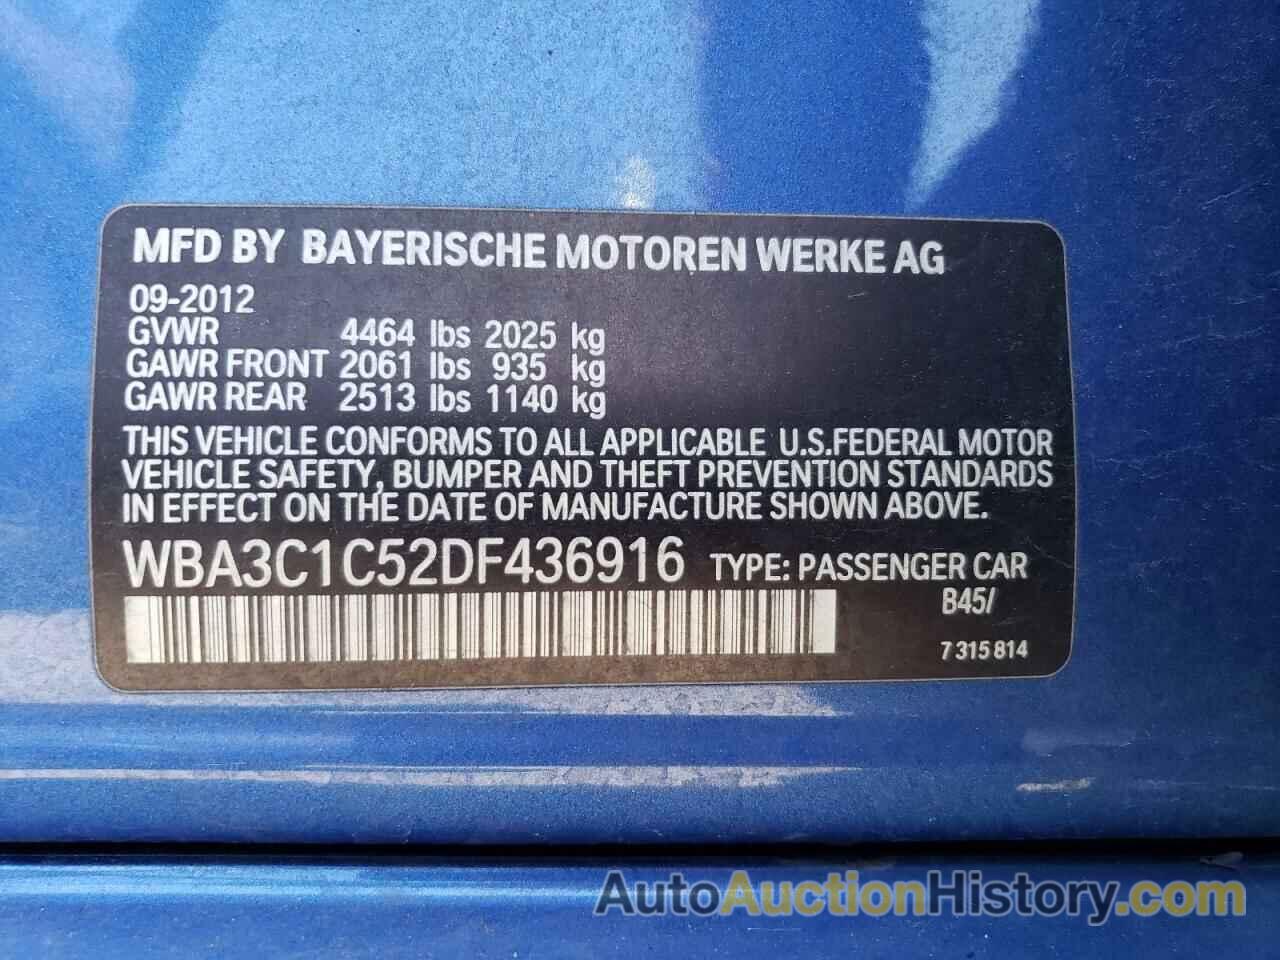 MFD BY BAYERISCHE MOTOREN WERKE AG
09-2012
GVWR 4464 lbs 2025 kg
GAWR FRONT 2061 lbs 935 kg
GAWR REAR 2513 lbs 1140 kg
THIS VEHICLE CONFORMS TO ALL APPLICABLE U.S.FEDERAL MOTOR
VEHICLE SAFETY, BUMPER AND THEFT PREVENTION STANDARDS
IN EFFECT ON THE DATE OF MANUFACTURE SHOWN ABOVE.
WBA3C1C52DF436916 TYPE: PASSENGER CAR
B45/
7 315 814
AutoAuctionHistory.com